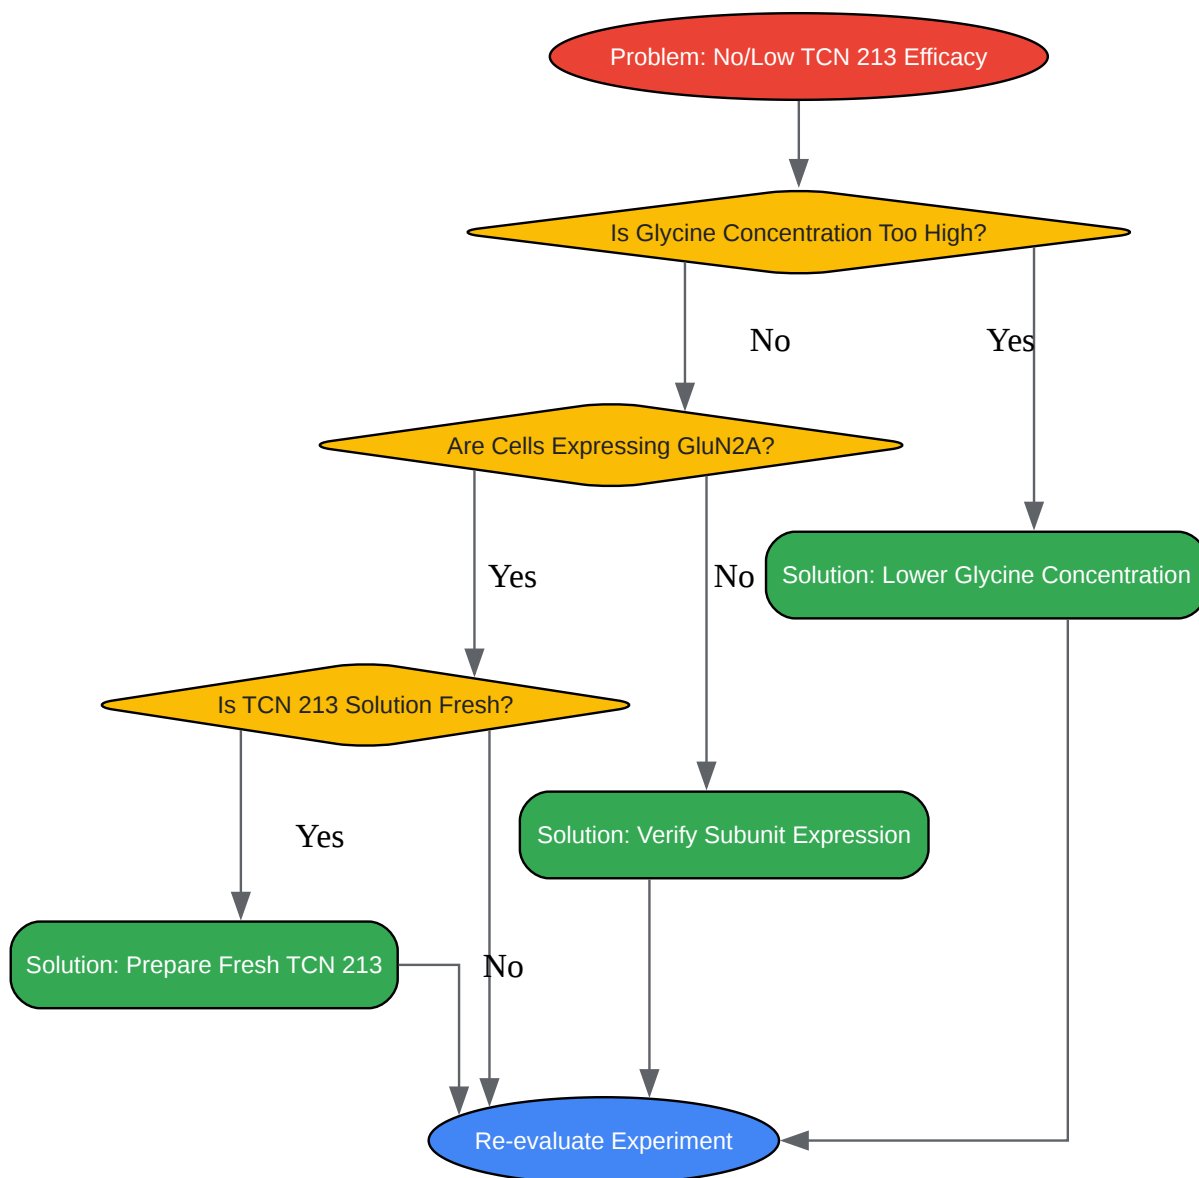 Problem: No/Low TCN 213 Efficacy
Is Glycine Concentration Too High?
No
Yes
Are Cells Expressing GluN2A?
Yes
No
Solution: Lower Glycine Concentration
Is TCN 213 Solution Fresh?
Yes
Solution: Verify Subunit Expression
Solution: Prepare Fresh TCN 213
No
Re-evaluate Experiment